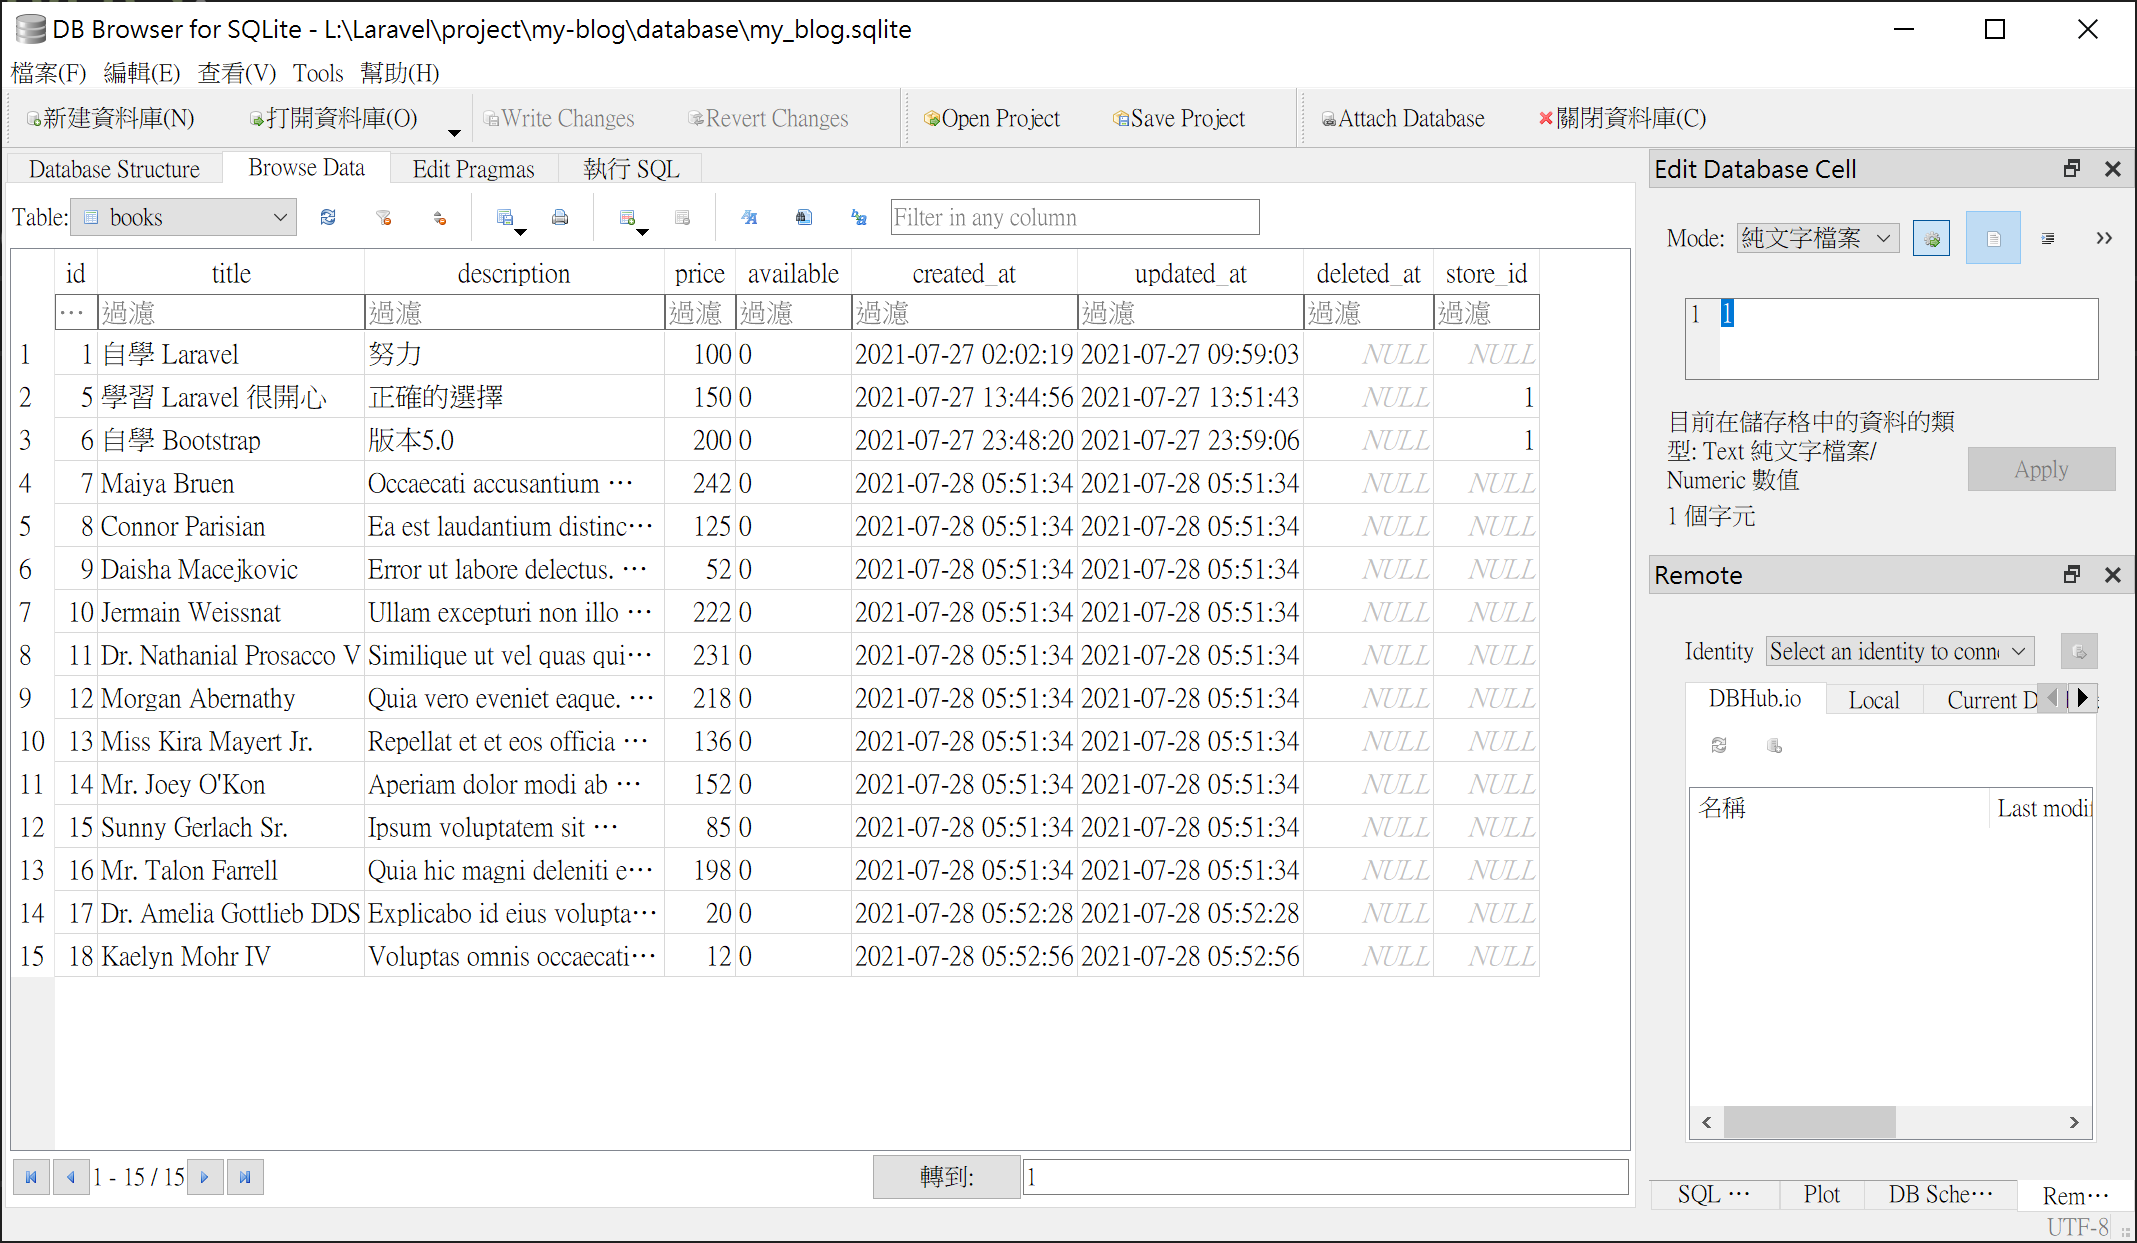 DB Browser for SQLite - L:\Laravel\project\my-blog\database\my_blog.sqlite
檔案(F) 編輯(E) 查看(V) Tools 幫助(H)
新建資料庫(N) 打開資料庫(O) Write Changes Revert Changes Open Project Save Project Attach Database 關閉資料庫(C)
Database Structure Browse Data Edit Pragmas 執行 SQL
Table: books Filter in any column
id title description price available created_at updated_at deleted_at store_id
… 過濾 過濾 過濾 過濾 過濾 過濾 過濾 過濾
1 1 自學 Laravel 努力 100 0 2021-07-27 02:02:19 2021-07-27 09:59:03 NULL NULL
2 5 學習 Laravel 很開心 正確的選擇 150 0 2021-07-27 13:44:56 2021-07-27 13:51:43 NULL 1
3 6 自學 Bootstrap 版本5.0 200 0 2021-07-27 23:48:20 2021-07-27 23:59:06 NULL 1
4 7 Maiya Bruen Occaecati accusantium … 242 0 2021-07-28 05:51:34 2021-07-28 05:51:34 NULL NULL
5 8 Connor Parisian Ea est laudantium distinc… 125 0 2021-07-28 05:51:34 2021-07-28 05:51:34 NULL NULL
6 9 Daisha Macejkovic Error ut labore delectus. … 52 0 2021-07-28 05:51:34 2021-07-28 05:51:34 NULL NULL
7 10 Jermain Weissnat Ullam excepturi non illo … 222 0 2021-07-28 05:51:34 2021-07-28 05:51:34 NULL NULL
8 11 Dr. Nathanial Prosacco V Similique ut vel quas qui… 231 0 2021-07-28 05:51:34 2021-07-28 05:51:34 NULL NULL
9 12 Morgan Abernathy Quia vero eveniet eaque. … 218 0 2021-07-28 05:51:34 2021-07-28 05:51:34 NULL NULL
10 13 Miss Kira Mayert Jr. Repellat et et eos officia … 136 0 2021-07-28 05:51:34 2021-07-28 05:51:34 NULL NULL
11 14 Mr. Joey O'Kon Aperiam dolor modi ab … 152 0 2021-07-28 05:51:34 2021-07-28 05:51:34 NULL NULL
12 15 Sunny Gerlach Sr. Ipsum voluptatem sit … 85 0 2021-07-28 05:51:34 2021-07-28 05:51:34 NULL NULL
13 16 Mr. Talon Farrell Quia hic magni deleniti e… 198 0 2021-07-28 05:51:34 2021-07-28 05:51:34 NULL NULL
14 17 Dr. Amelia Gottlieb DDS Explicabo id eius volupta… 20 0 2021-07-28 05:52:28 2021-07-28 05:52:28 NULL NULL
15 18 Kaelyn Mohr IV Voluptas omnis occaecati… 12 0 2021-07-28 05:52:56 2021-07-28 05:52:56 NULL NULL
1 - 15 / 15 轉到: 1
Edit Database Cell
Mode: 純文字檔案
1 1
目前在儲存格中的資料的類
型: Text 純文字檔案/
Numeric 數值
Apply
1 個字元
Remote
Identity Select an identity to conn
DBHub.io Local Current D
名稱 Last modi
SQL … Plot DB Sche… Rem…
UTF-8